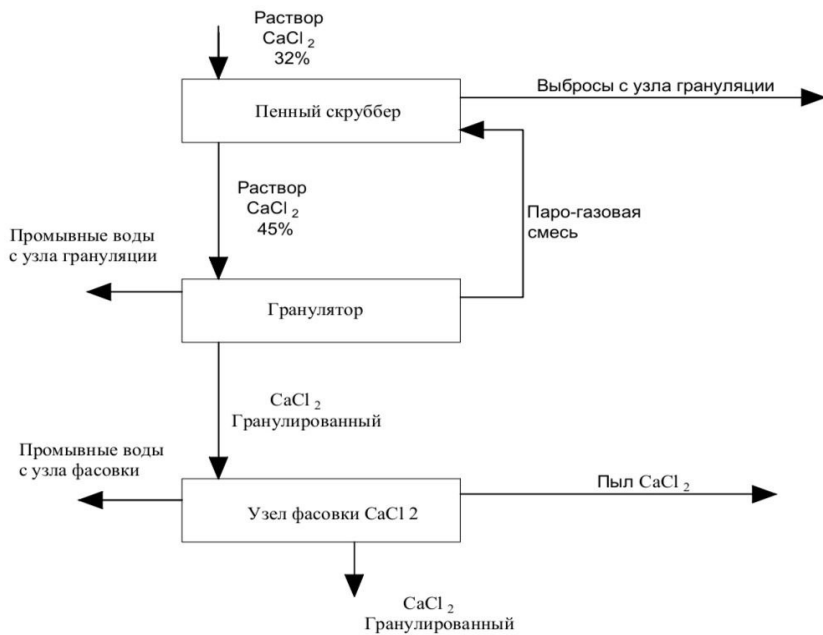 Раствор
CaCl 2
32%
Выбросы с узла грануляции
Пенный скруббер
Раствор
CaCl 2
45%
Паро-газовая
смесь
Промывные воды
с узла грануляции
Гранулятор
CaCl 2
Гранулированный
Промывные воды
с узла фасовки
Пыл CaCl 2
Узел фасовки CaCl 2
CaCl 2
Гранулированный